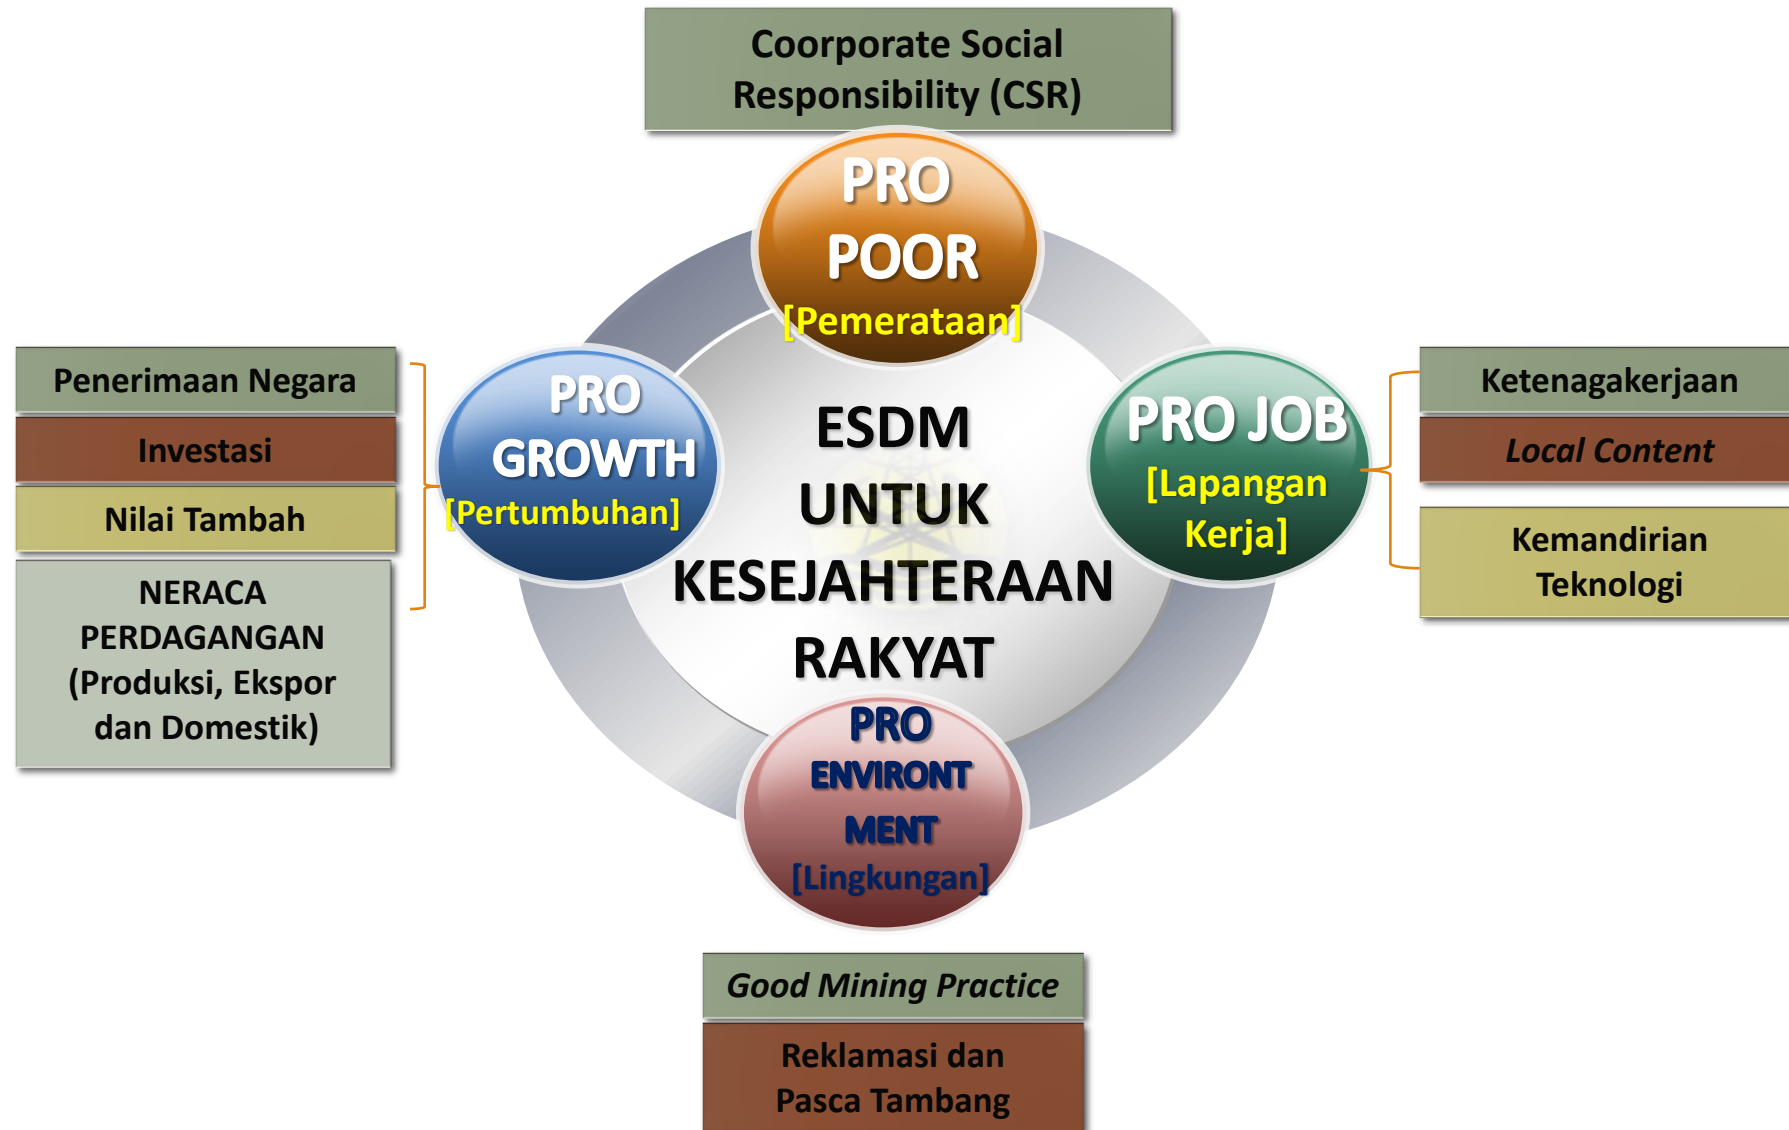 Coorporate Social
Responsibility (CSR)
PRO
POOR
[Pemerataan]
Penerimaan Negara
Investasi
Nilai Tambah
NERACA
PERDAGANGAN
(Produksi, Ekspor
dan Domestik)
PRO
GROWTH
[Pertumbuhan]
ESDM
UNTUK
KESEJAHTERAAN
RAKYAT
PRO JOB
[Lapangan
Kerja]
Ketenagakerjaan
Local Content
Kemandirian
Teknologi
PRO
ENVIRONT
MENT
[Lingkungan]
Good Mining Practice
Reklamasi dan
Pasca Tambang